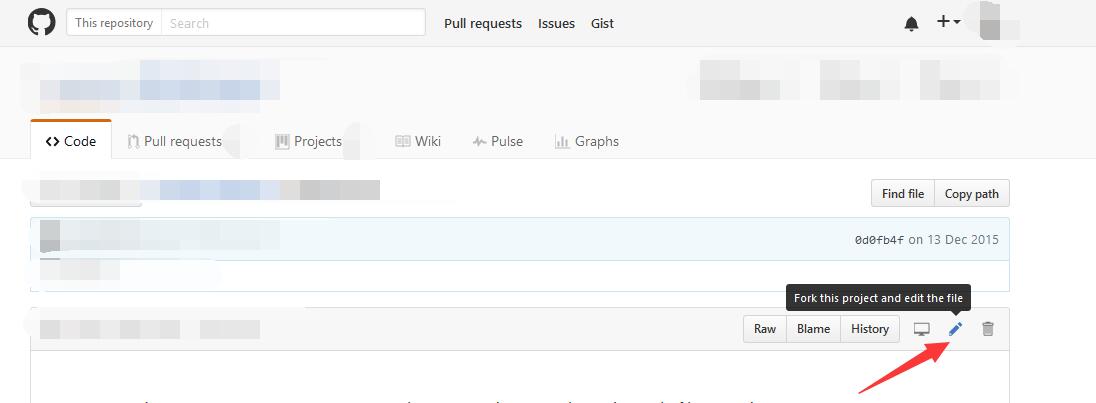 This repository Search Pull requests Issues Gist
Code Pull requests Projects Wiki Pulse Graphs
Find file Copy path
0d0fb4f on 13 Dec 2015
Fork this project and edit the file
Raw Blame History